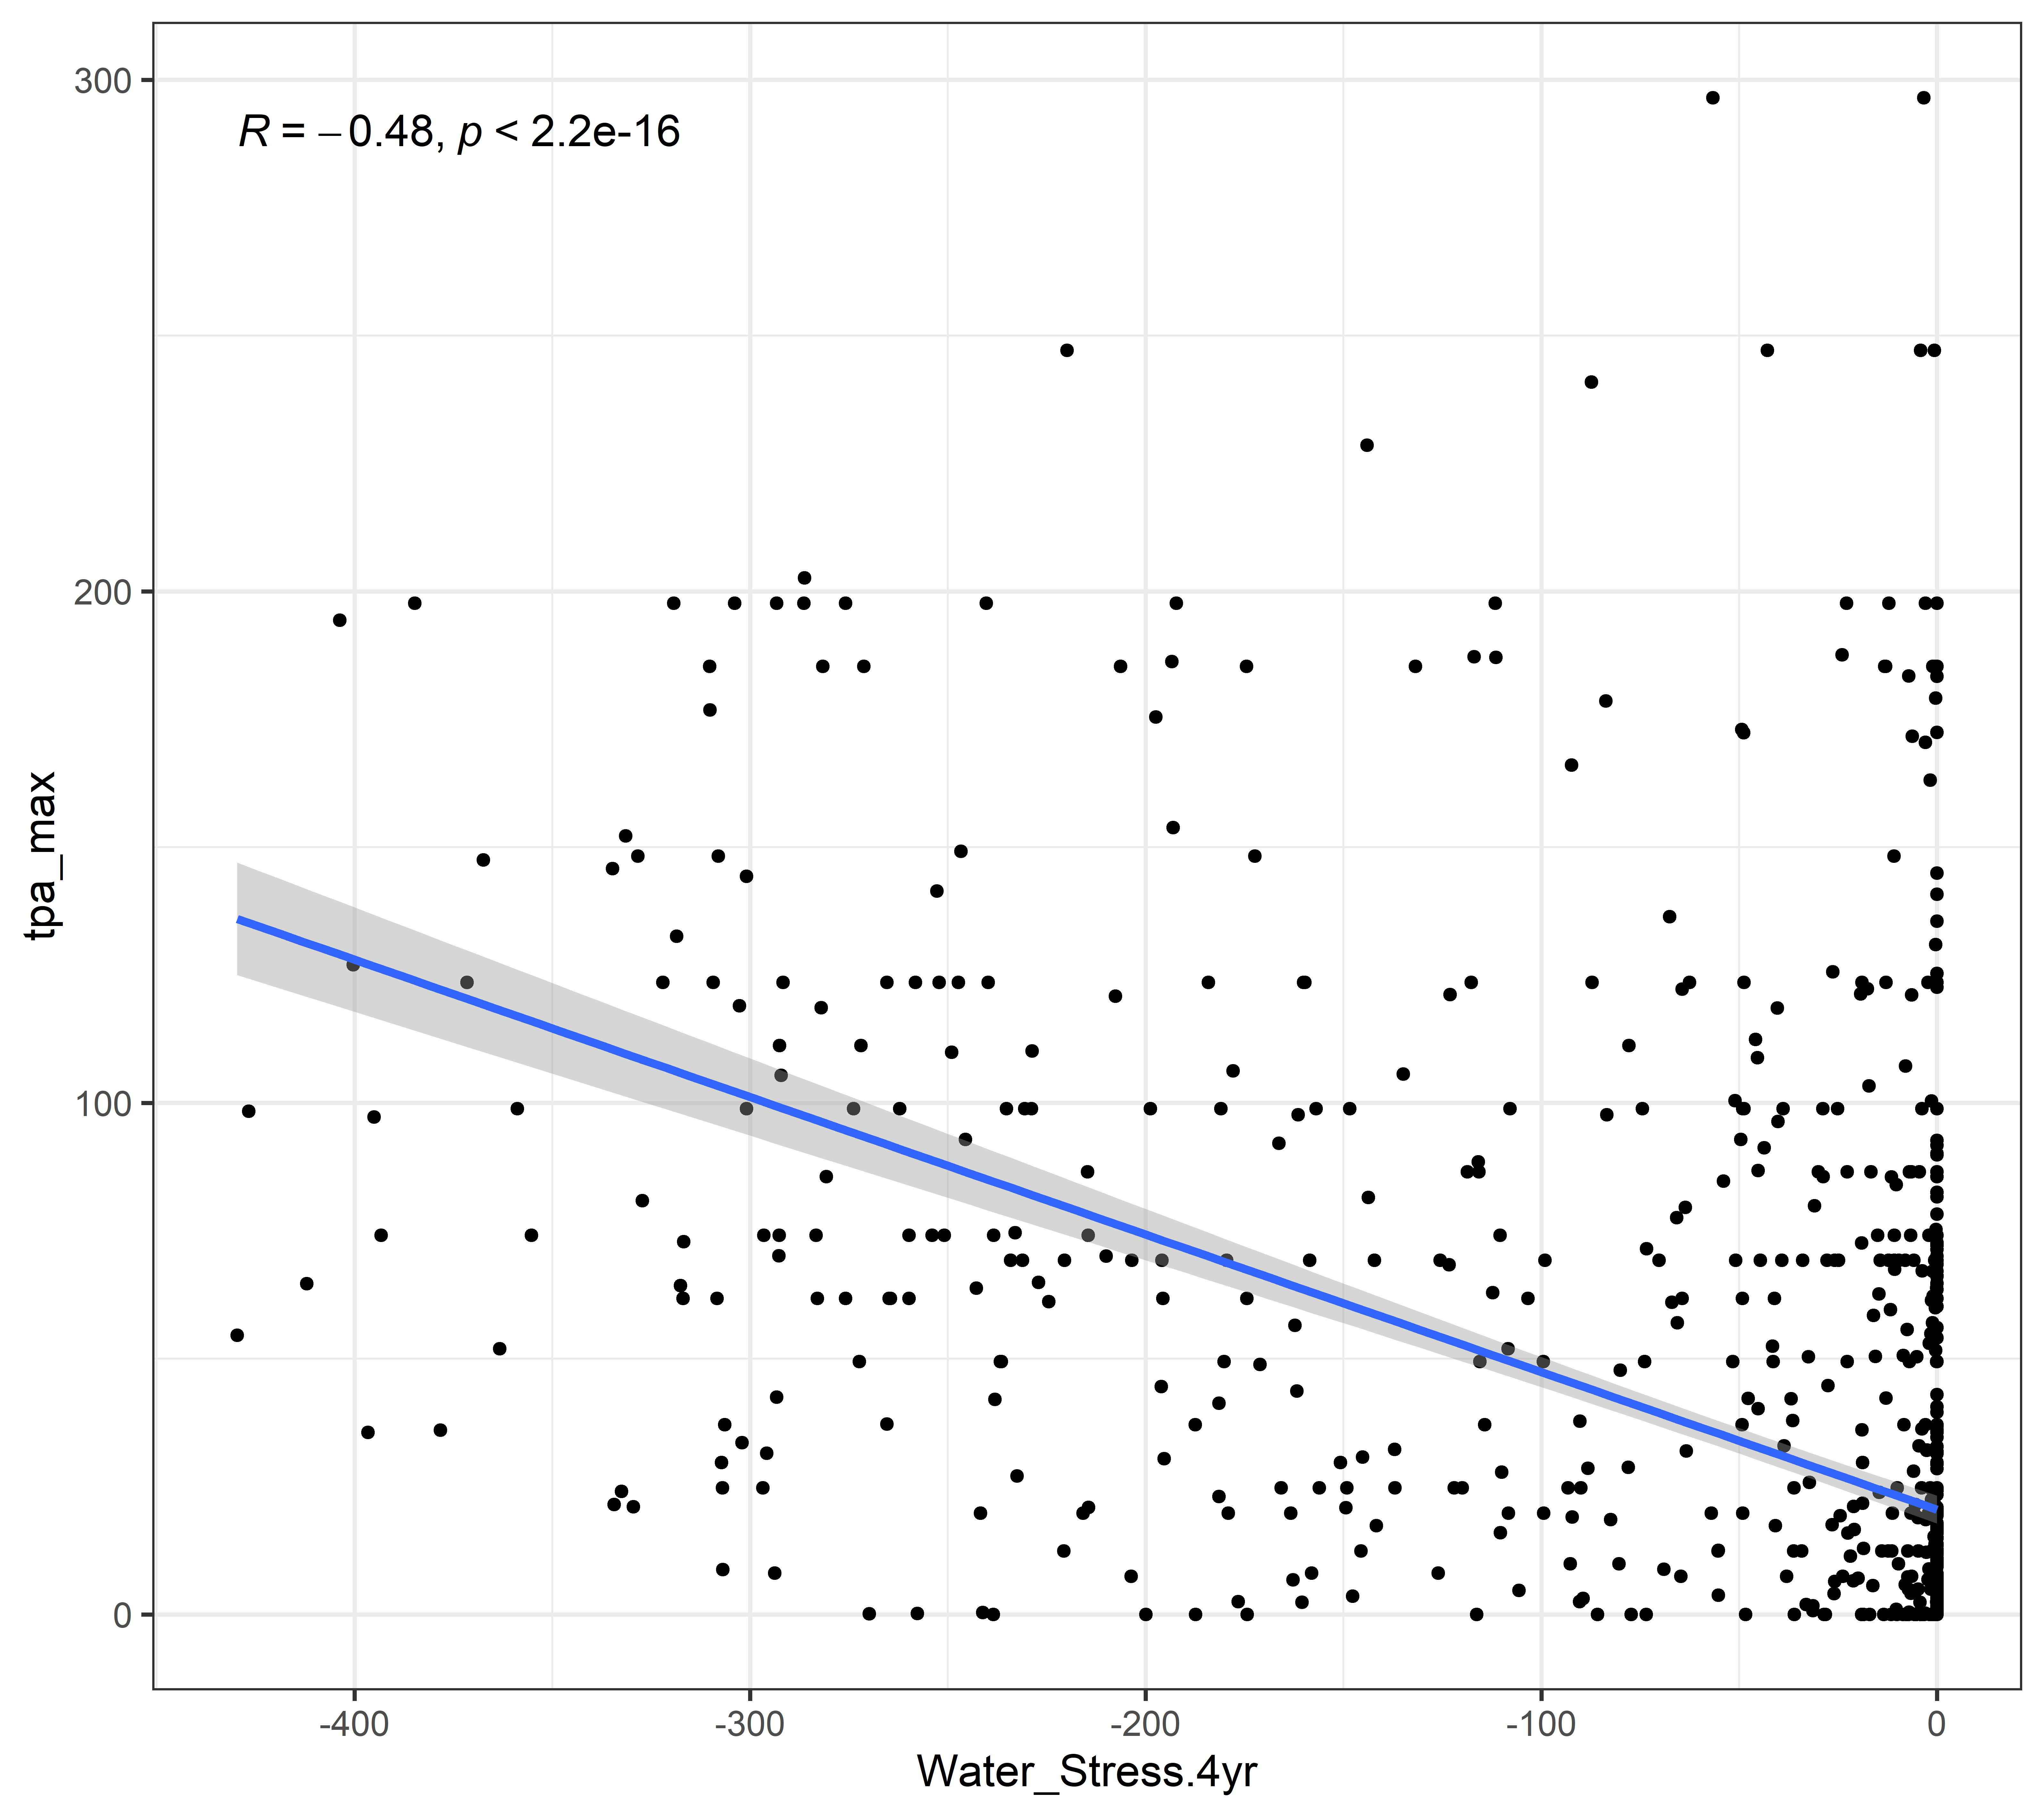 300
R = −0.48, p < 2.2e-16
200
tpa_max
100
0
-400 -300 -200 -100 0
Water_Stress.4yr